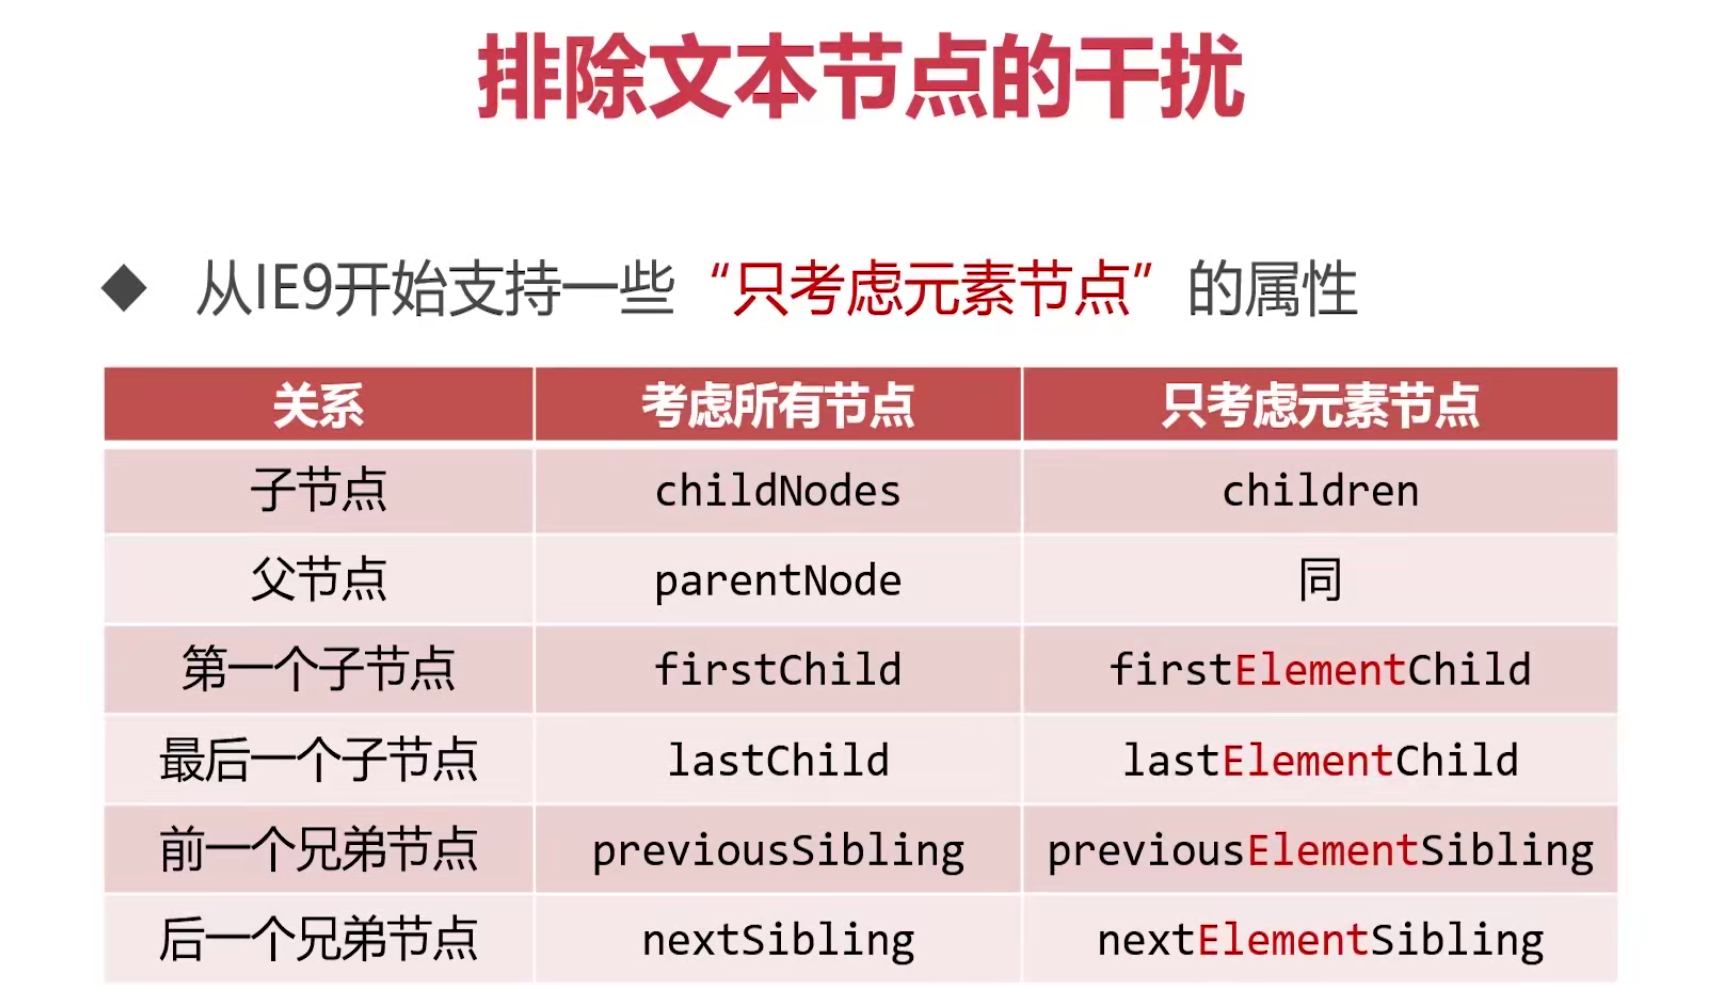 排除文本节点的干扰
◆ 从IE9开始支持一些“只考虑元素节点”的属性
关系 考虑所有节点 只考虑元素节点
子节点 childNodes children
父节点 parentNode 同
第一个子节点 firstChild firstElementChild
最后一个子节点 lastChild lastElementChild
前一个兄弟节点 previousSibling previousElementSibling
后一个兄弟节点 nextSibling nextElementSibling